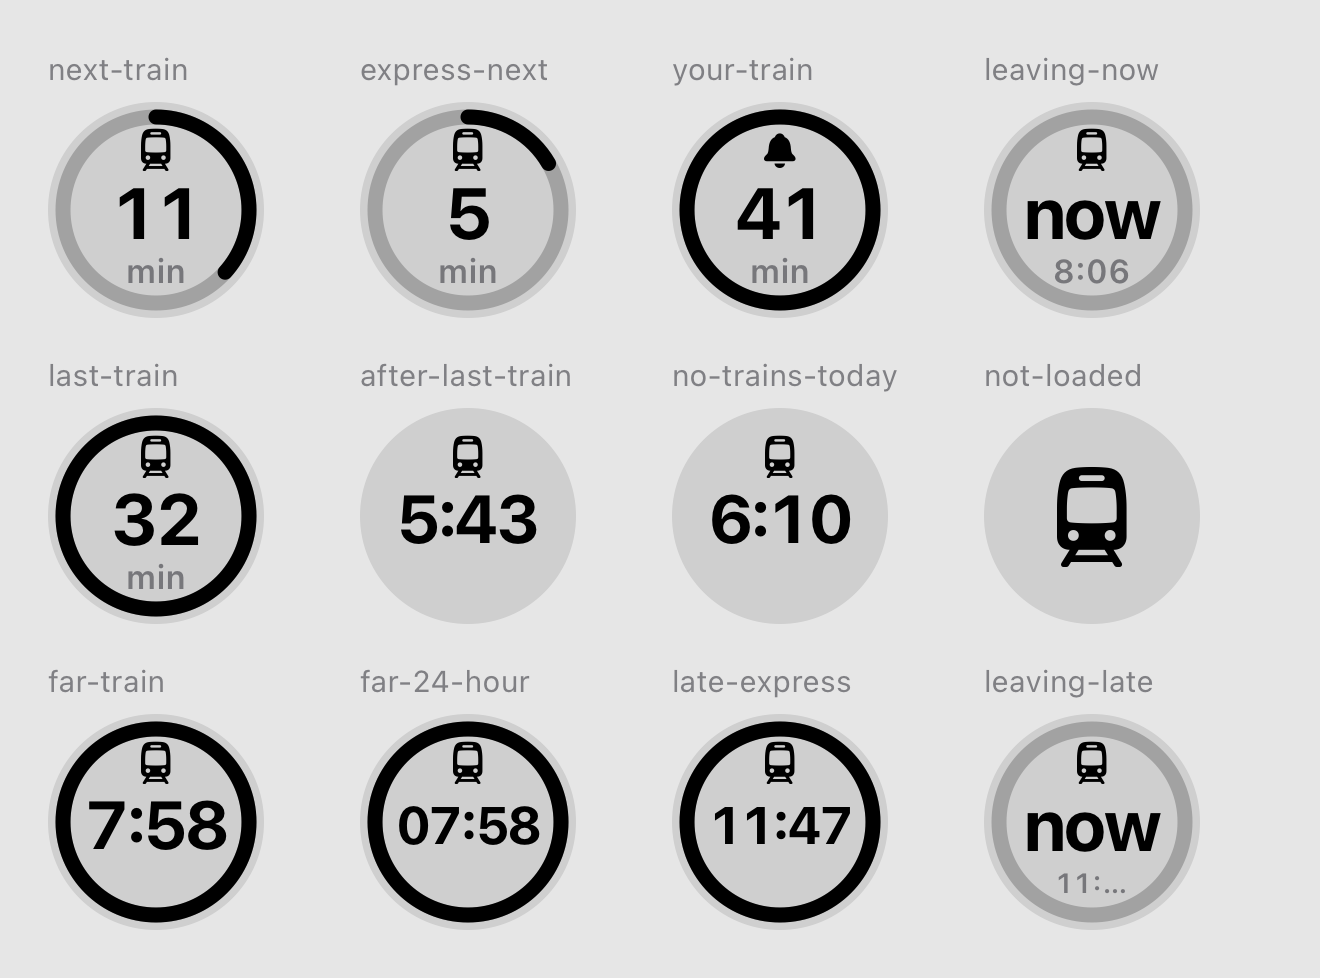 next-train
express-next
your-train
leaving-now
11
min
5
min
41
min
now
8:06
last-train
after-last-train
no-trains-today
not-loaded
32
min
5:43
6:10
far-train
far-24-hour
late-express
leaving-late
7:58
07:58
11:47
now
11:...